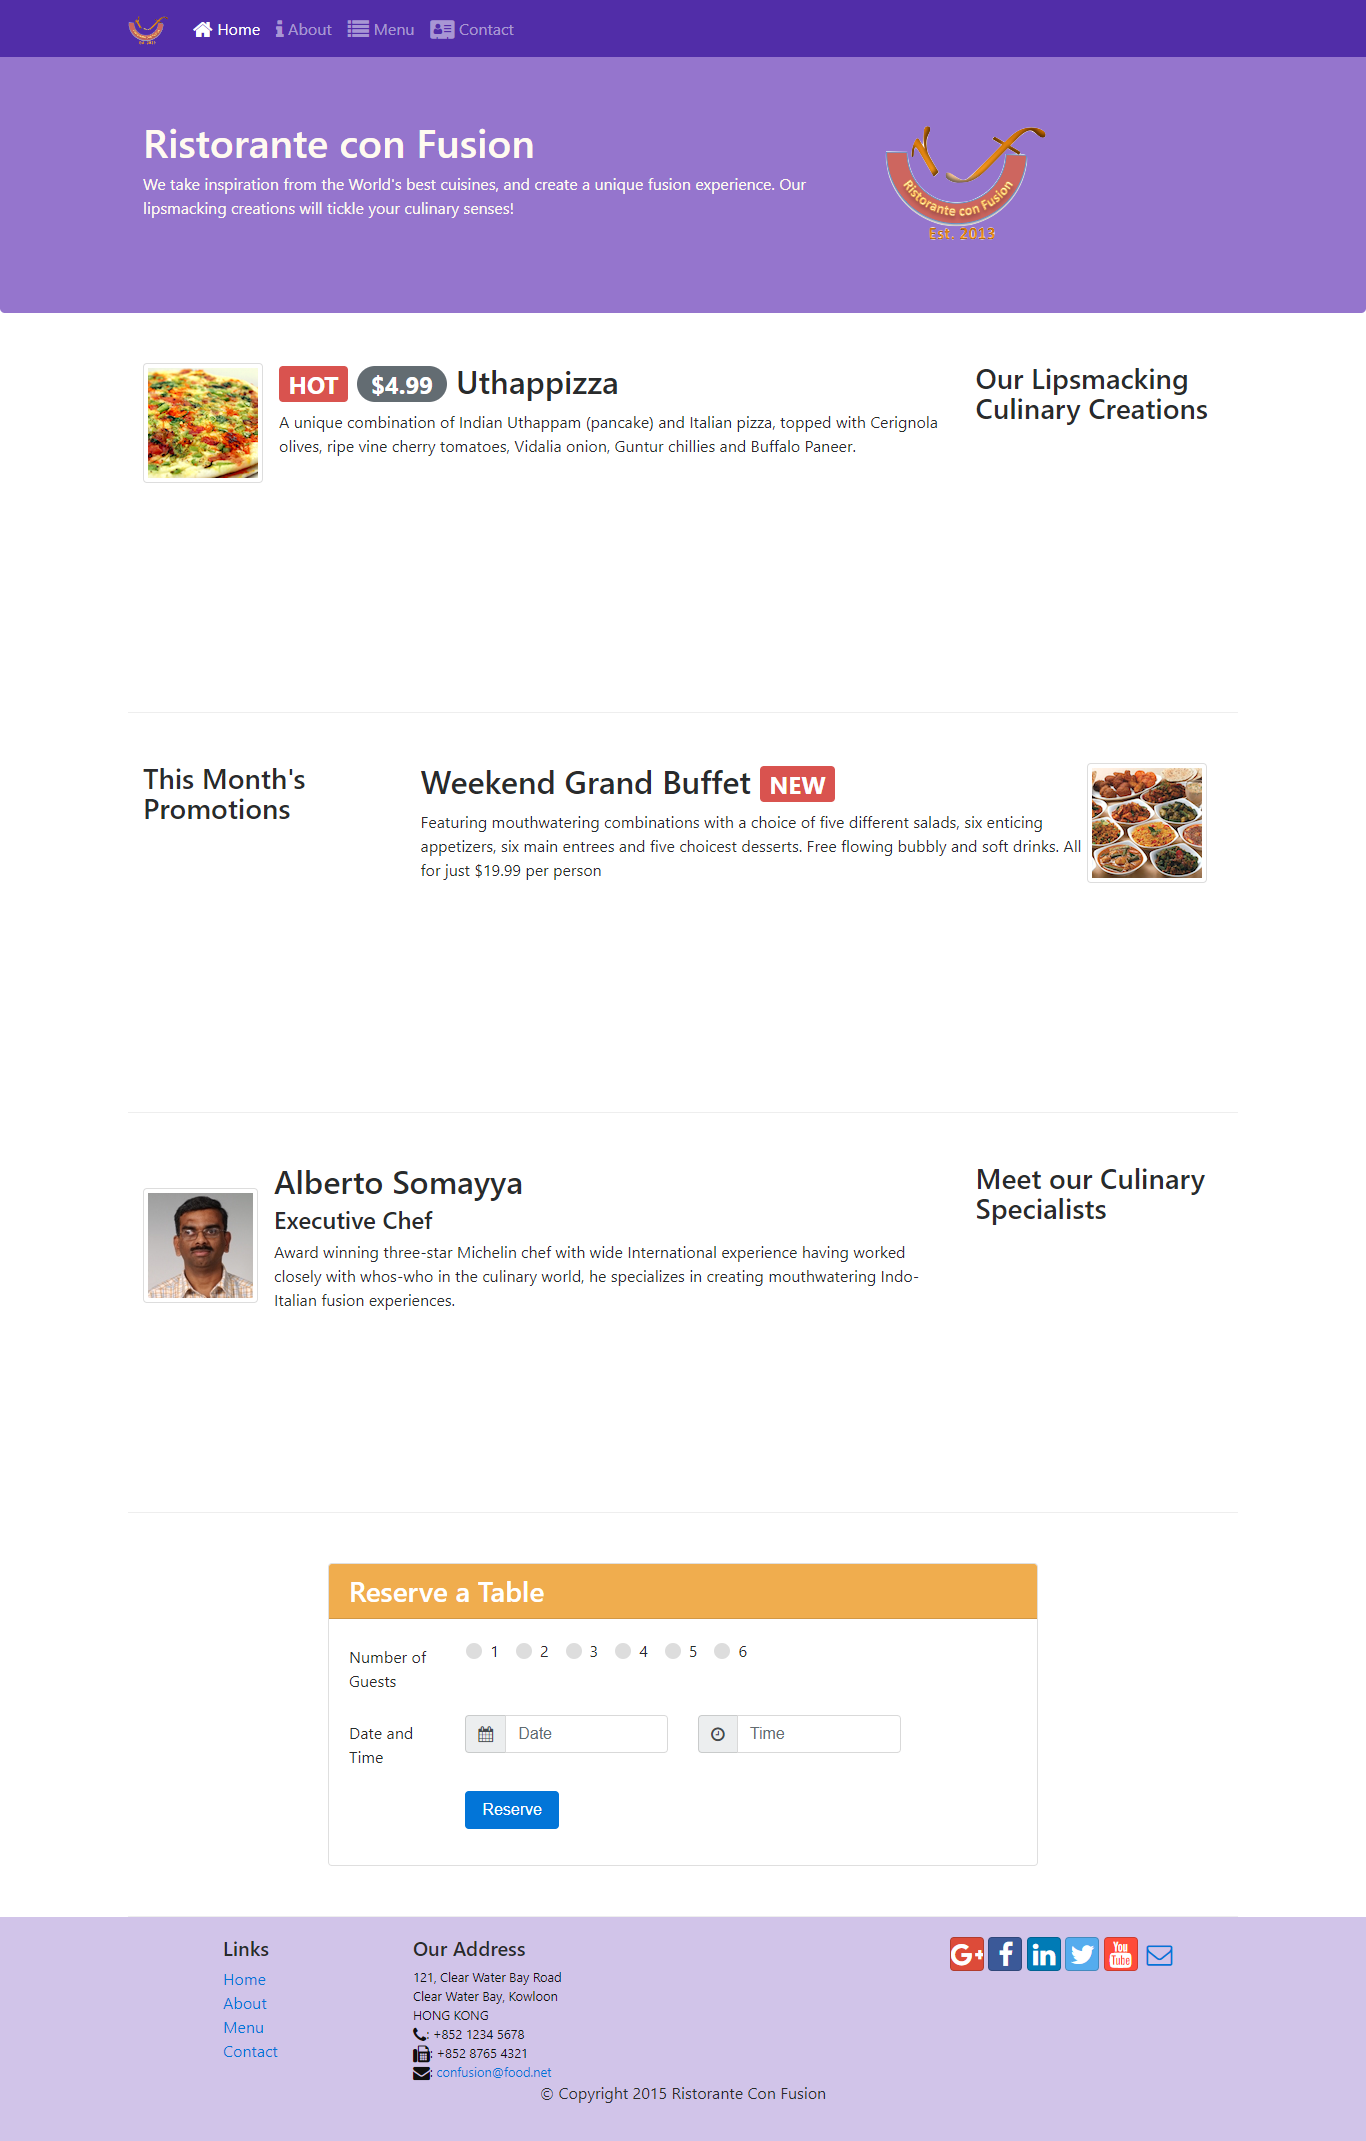 Home About Menu Contact
Ristorante con Fusion
We take inspiration from the World's best cuisines, and create a unique fusion experience. Our
lipsmacking creations will tickle your culinary senses!
Ristorante con Fusion
Est. 2013
HOT $4.99 Uthappizza
A unique combination of Indian Uthappam (pancake) and Italian pizza, topped with Cerignola
olives, ripe vine cherry tomatoes, Vidalia onion, Guntur chillies and Buffalo Paneer.
Our Lipsmacking
Culinary Creations
This Month's
Promotions
Weekend Grand Buffet NEW
Featuring mouthwatering combinations with a choice of five different salads, six enticing
appetizers, six main entrees and five choicest desserts. Free flowing bubbly and soft drinks. All
for just $19.99 per person
Alberto Somayya
Executive Chef
Award winning three-star Michelin chef with wide International experience having worked
closely with whos-who in the culinary world, he specializes in creating mouthwatering Indo-
Italian fusion experiences.
Meet our Culinary
Specialists
Reserve a Table
Number of
Guests
1 2 3 4 5 6
Date and
Time
Date
Time
Reserve
Links
Home
About
Menu
Contact
Our Address
121, Clear Water Bay Road
Clear Water Bay, Kowloon
HONG KONG
: +852 1234 5678
: +852 8765 4321
: confusion@food.net
G+ f in You Tube
© Copyright 2015 Ristorante Con Fusion